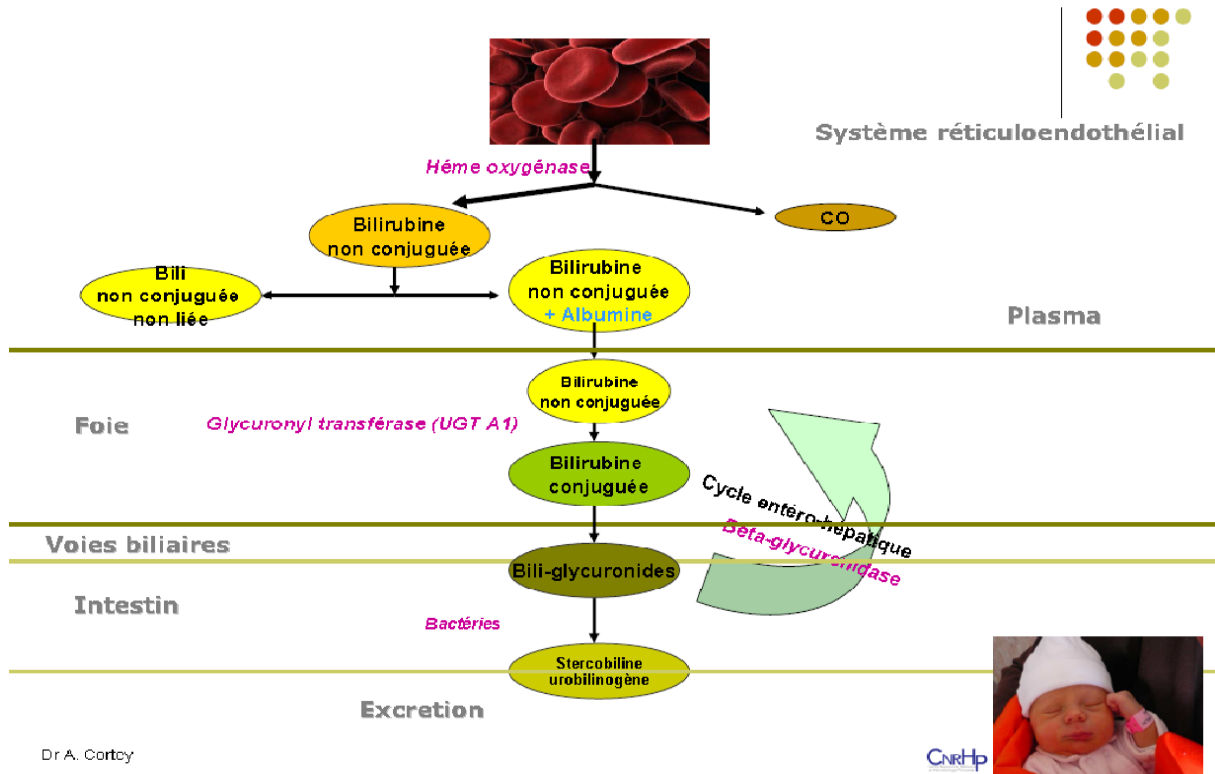 Système réticuloendothélial
Héme oxygénase
Bilirubine
non conjuguée
CO
Bili
non conjuguée
non liée
Bilirubine
non conjuguée
+ Albumine
Plasma
Bilirubine
non conjuguée
Foie
Glycuronyl transférase (UGT A1)
Bilirubine
conjuguée
Cycle entéro-hépatique
Béta-glycuronidase
Voies biliaires
Bili-glycuronides
Intestin
Bactéries
Stercobiline
urobilinogène
Excretion
Dr A. Cortey
CNRHP